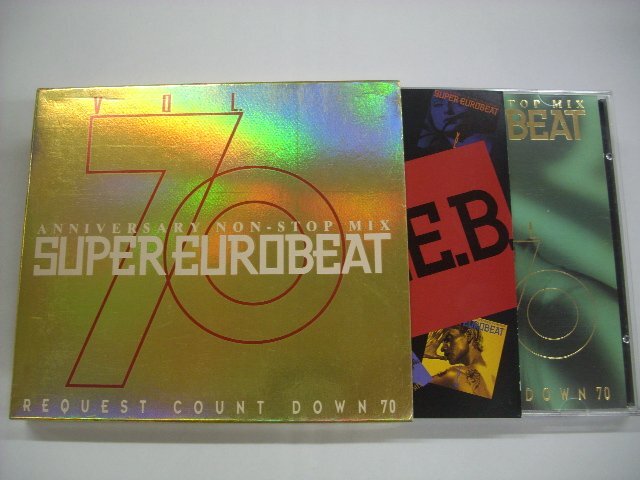 VOL
70
ANNIVERSARY NON-STOP MIX
SUPER EUROBEAT
REQUEST COUNT DOWN 70
SUPER EUROBEAT
.E.B.
EUROBEAT
TOP MIX
BEAT
70
DOWN 70